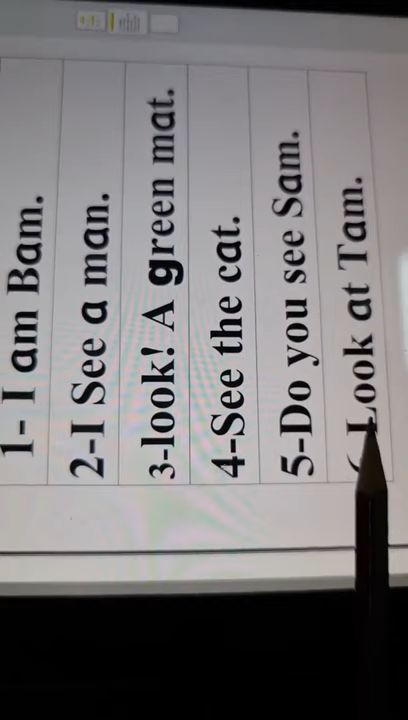 1- I am Bam.
2-I See a man.
3-look! A green mat.
4-See the cat.
5-Do you see Sam.
Look at Tam.